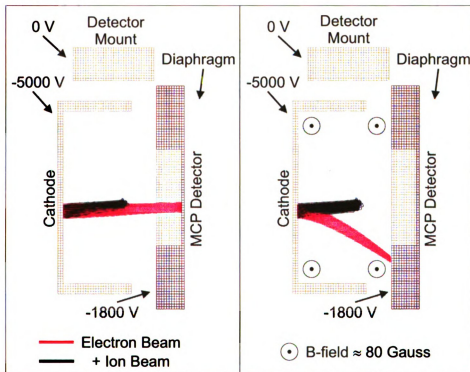 0 V
Detector
Mount
Diaphragm
-5000 V
Cathode
MCP Detector
-1800 V
Electron Beam
+ Ion Beam
0 V
Detector
Mount
Diaphragm
-5000 V
Cathode
MCP Detector
-1800 V
B-field ≈ 80 Gauss